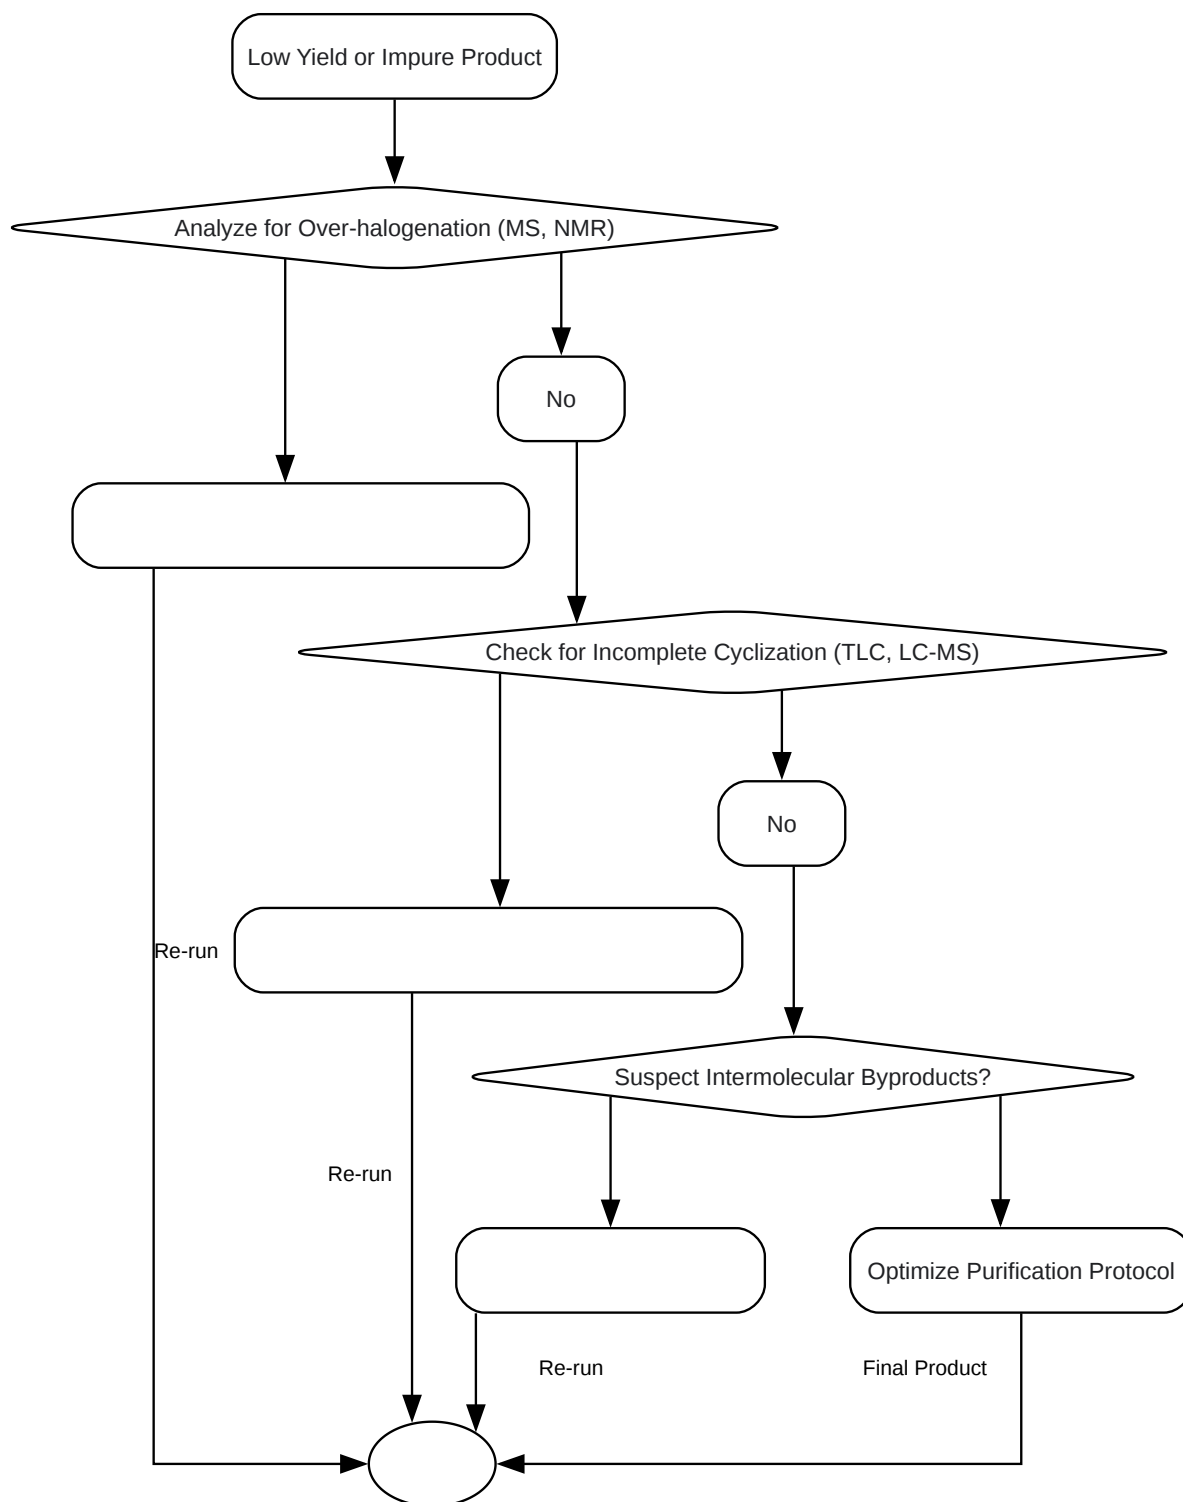 Low Yield or Impure Product
Analyze for Over-halogenation (MS, NMR)
No
Check for Incomplete Cyclization (TLC, LC-MS)
No
Re-run
Suspect Intermolecular Byproducts?
Re-run
Optimize Purification Protocol
Re-run
Final Product